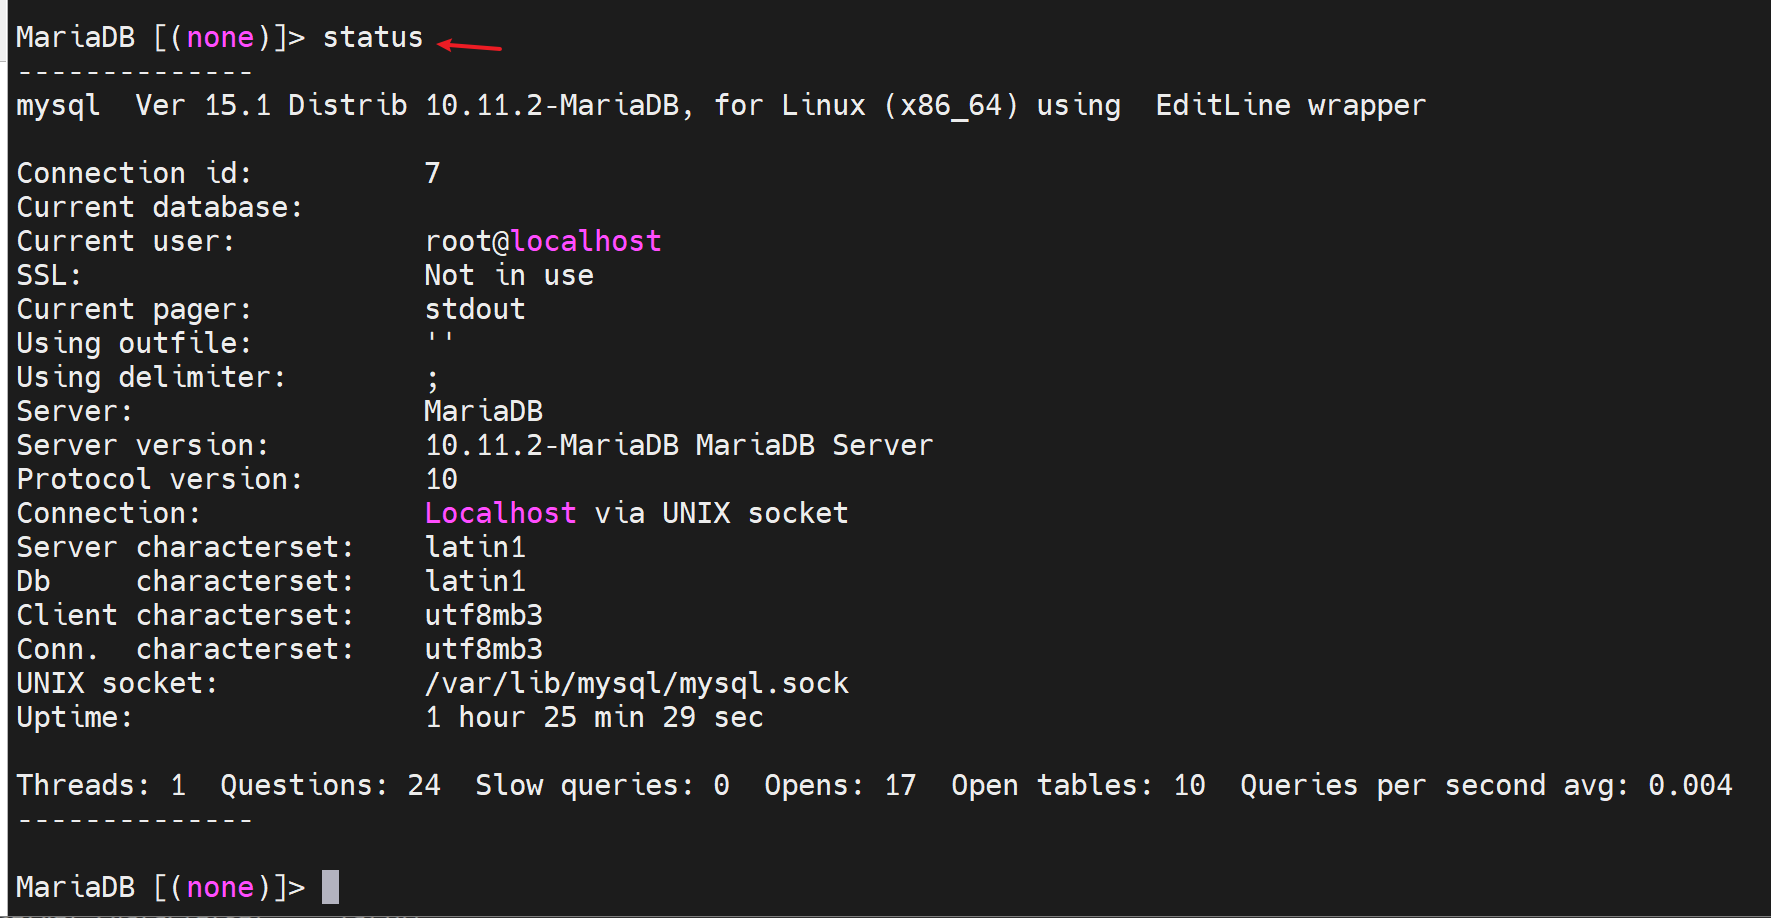 MariaDB [(none)]> status
--------------
mysql  Ver 15.1 Distrib 10.11.2-MariaDB, for Linux (x86_64) using  EditLine wrapper
Connection id:          7
Current database:
Current user:           root@localhost
SSL:                    Not in use
Current pager:          stdout
Using outfile:          ''
Using delimiter:        ;
Server:                 MariaDB
Server version:         10.11.2-MariaDB MariaDB Server
Protocol version:       10
Connection:             Localhost via UNIX socket
Server characterset:    latin1
Db     characterset:    latin1
Client characterset:    utf8mb3
Conn.  characterset:    utf8mb3
UNIX socket:            /var/lib/mysql/mysql.sock
Uptime:                 1 hour 25 min 29 sec
Threads: 1  Questions: 24  Slow queries: 0  Opens: 17  Open tables: 10  Queries per second avg: 0.004
--------------
MariaDB [(none)]>